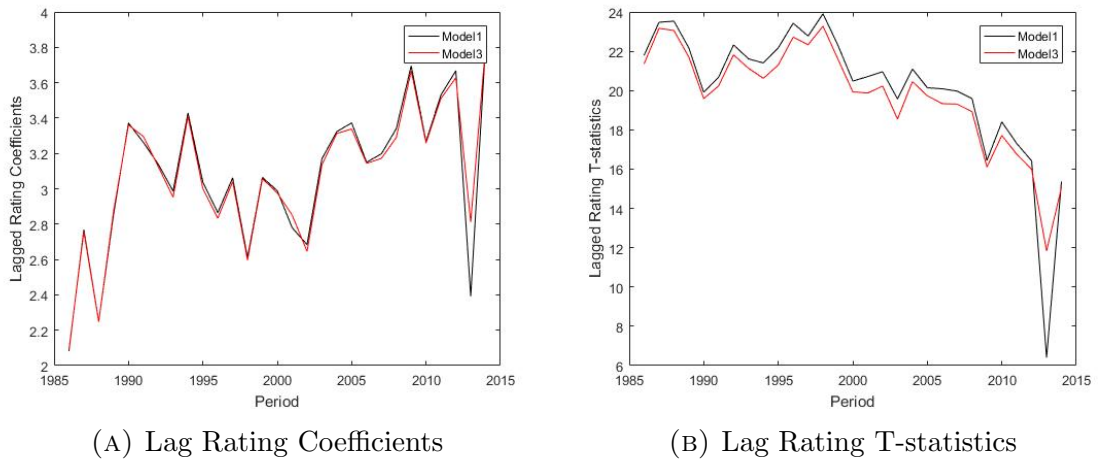 4
3.8
3.6
3.4
3.2
3
2.8
2.6
2.4
2.2
2
Lagged Rating Coefficients
Model1
Model3
1985 1990 1995 2000 2005 2010 2015
Period
(A) Lag Rating Coefficients
24
22
20
18
16
14
12
10
8
6
Lagged Rating T-statistics
Model1
Model3
1985 1990 1995 2000 2005 2010 2015
Period
(B) Lag Rating T-statistics